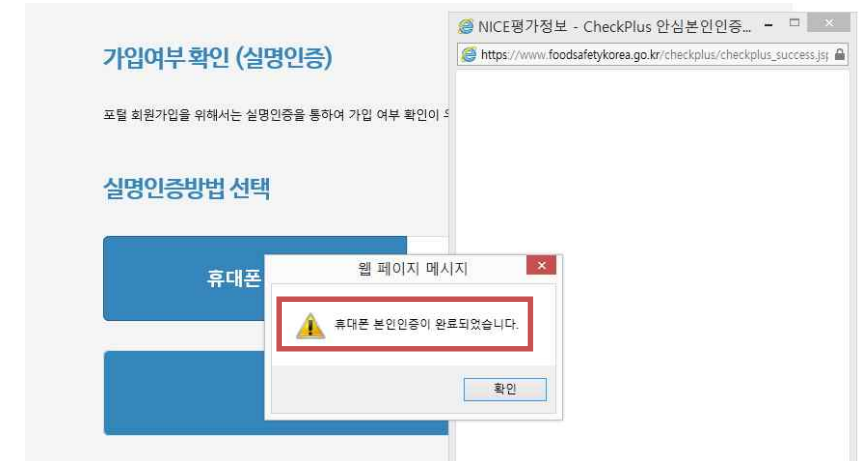 가입여부 확인 (실명인증)
포털 회원가입을 위해서는 실명인증을 통하여 가입 여부 확인이
실명인증방법 선택
휴대폰
NICE평가정보 - CheckPlus 안심본인인증...
https://www.foodsafetykorea.go.kr/checkplus/checkplus_success.jsp
웹 페이지 메시지
휴대폰 본인인증이 완료되었습니다.
확인